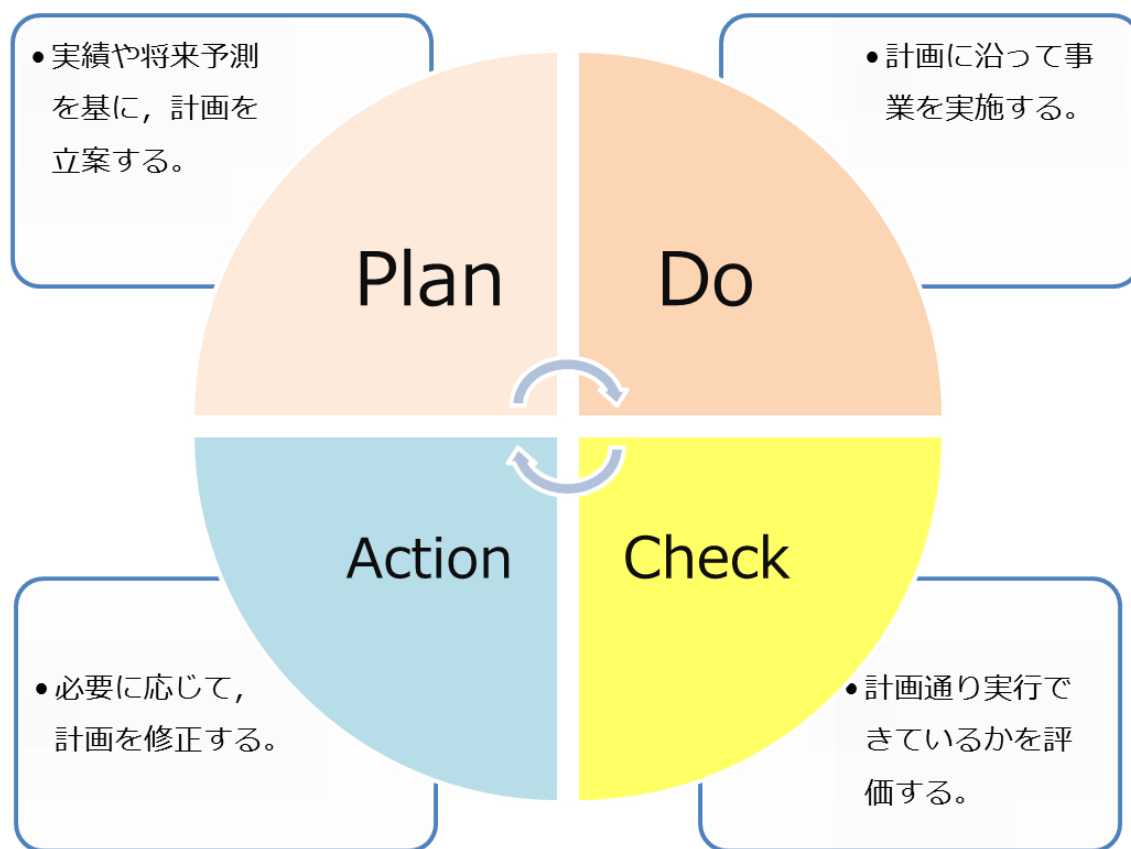 • 実績や将来予測
を基に，計画を
立案する。
• 計画に沿って事
業を実施する。
Plan
Do
Action
Check
• 必要に応じて，
計画を修正する。
• 計画通り実行で
きているかを評
価する。